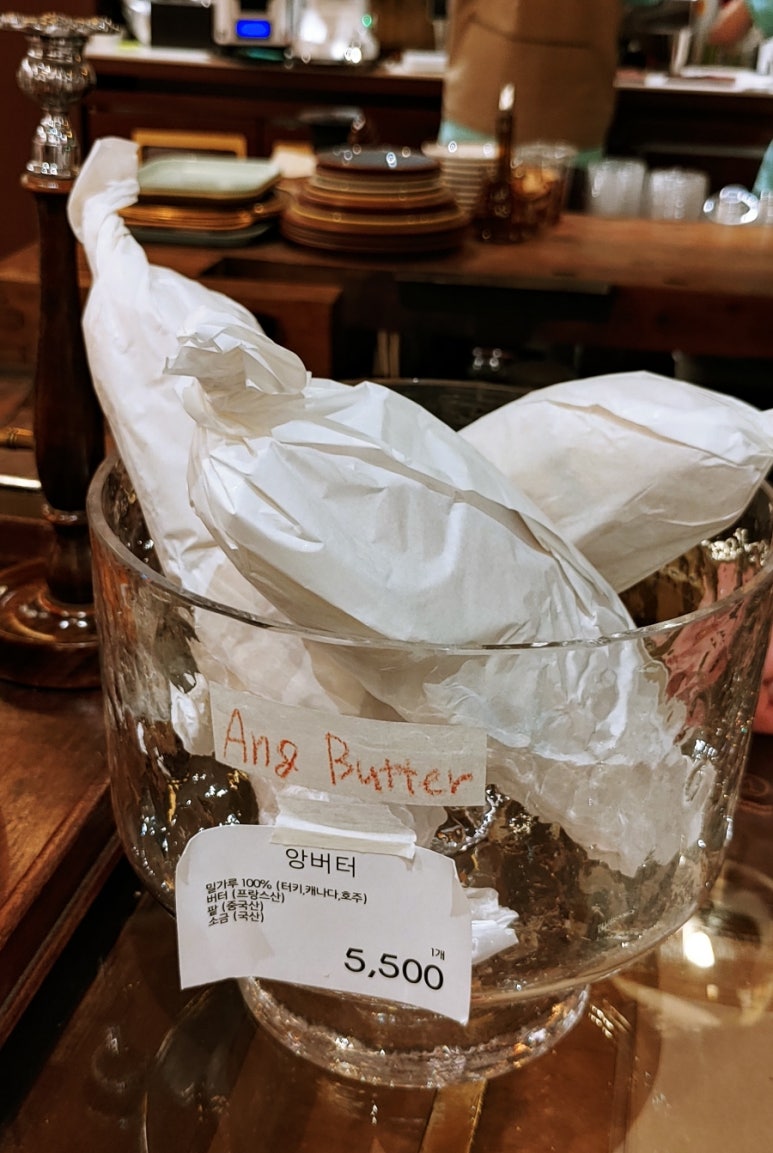 Ang Butter
앙버터
밀가루 100% (터키,캐나다,호주)
버터 (프랑스산)
팥 (중국산)
소금 (국산)
1개
5,500